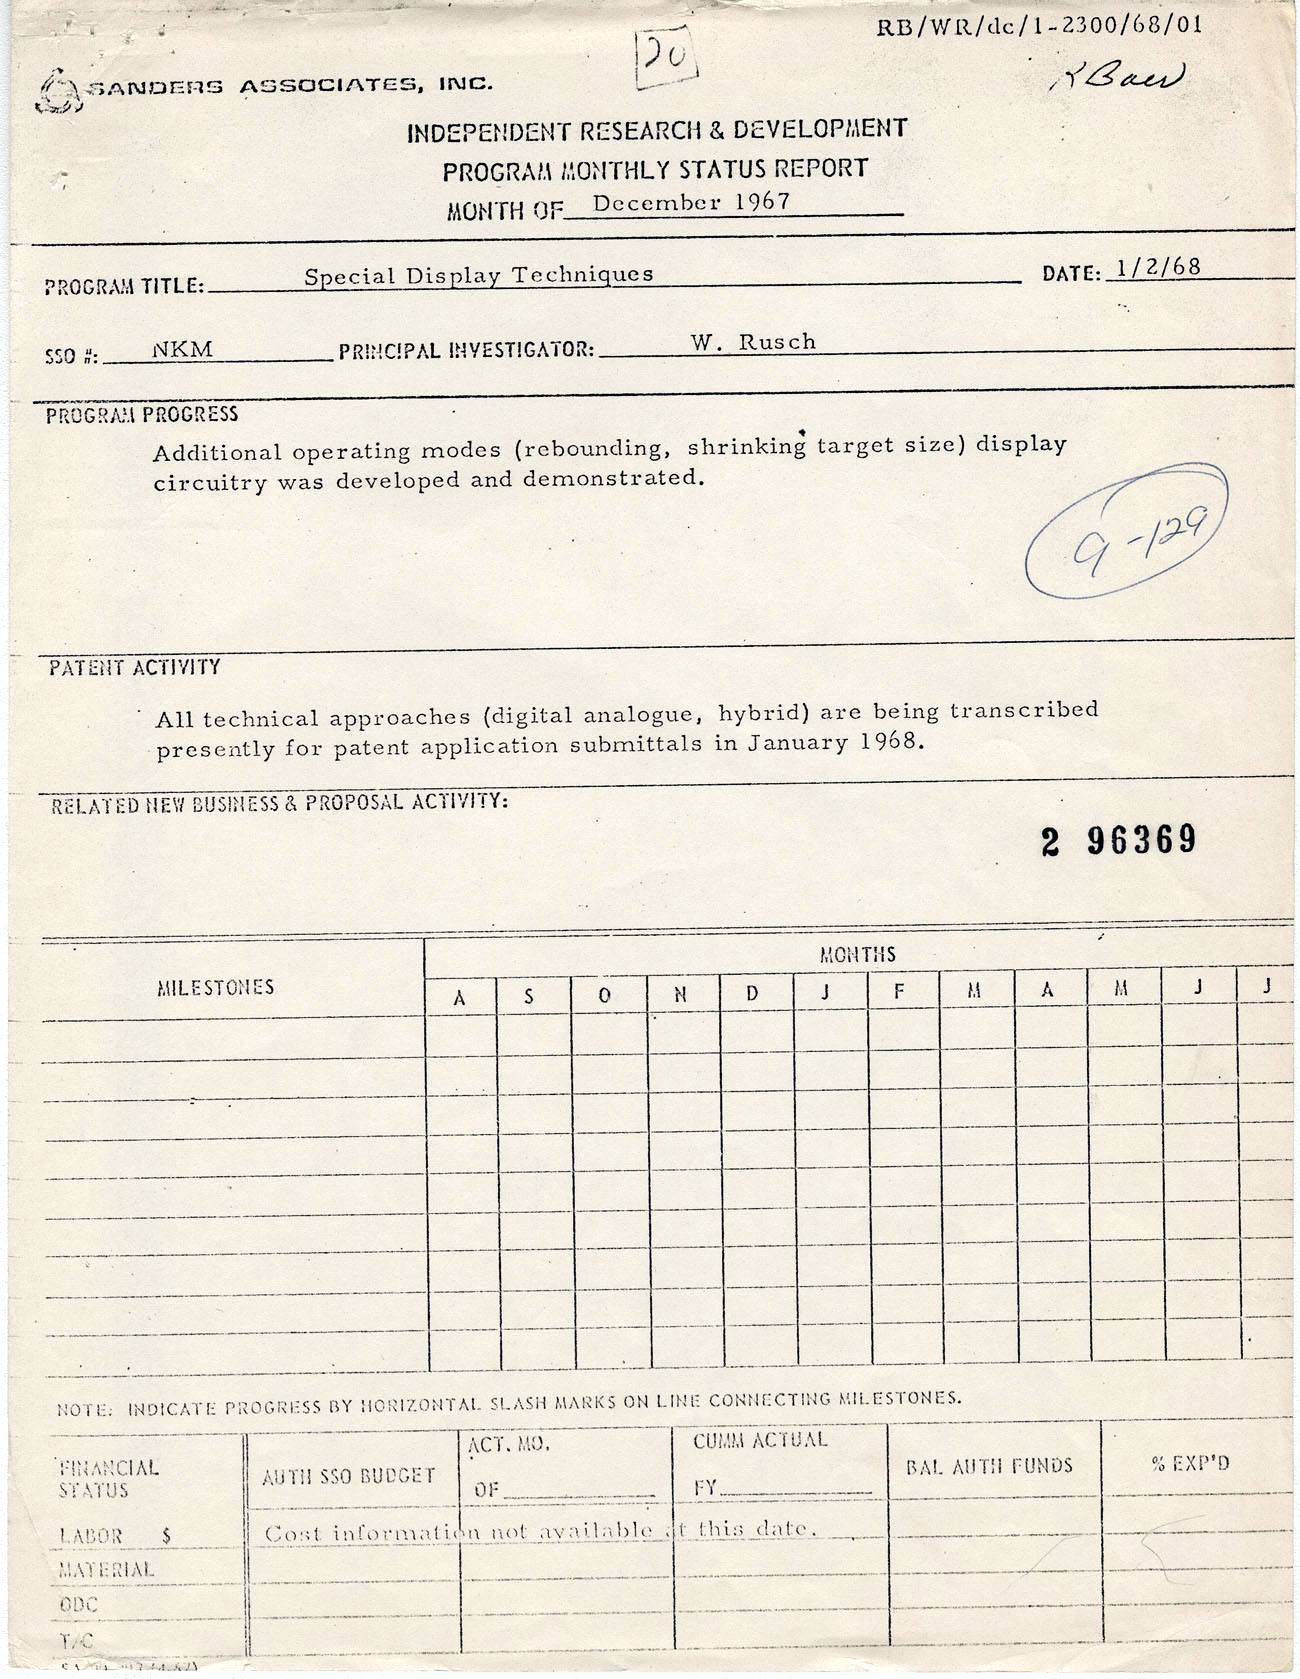 RB/WR/dc/1-2300/68/01
20
R Baer
SANDERS ASSOCIATES, INC.
INDEPENDENT RESEARCH & DEVELOPMENT
PROGRAM MONTHLY STATUS REPORT
MONTH OF December 1967
PROGRAM TITLE: Special Display Techniques DATE: 1/2/68
SSO #: NKM PRINCIPAL INVESTIGATOR: W. Rusch
PROGRAM PROGRESS
Additional operating modes (rebounding, shrinking target size) display
circuitry was developed and demonstrated.
9-129
PATENT ACTIVITY
All technical approaches (digital analogue, hybrid) are being transcribed
presently for patent application submittals in January 1968.
RELATED NEW BUSINESS & PROPOSAL ACTIVITY:
2 96369
MONTHS
MILESTONES
A S O N D J F M A M J J
NOTE: INDICATE PROGRESS BY HORIZONTAL SLASH MARKS ON LINE CONNECTING MILESTONES.
FINANCIAL STATUS
AUTH SSO BUDGET
ACT. MO.
OF
CUMM ACTUAL
FY
BAL AUTH FUNDS
% EXP'D
LABOR $ Cost information not available at this date.
MATERIAL
ODC
T/C